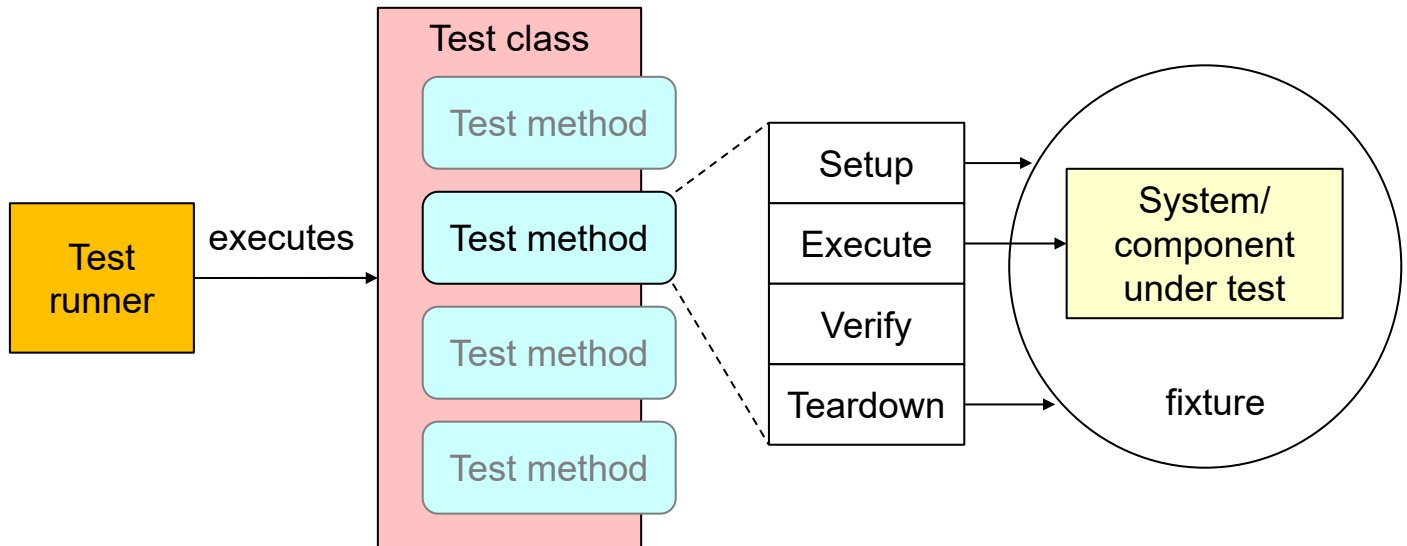 Test class
Test method
Test method
Test method
Test method
Test
runner
executes
Setup
Execute
Verify
Teardown
System/
component
under test
fixture